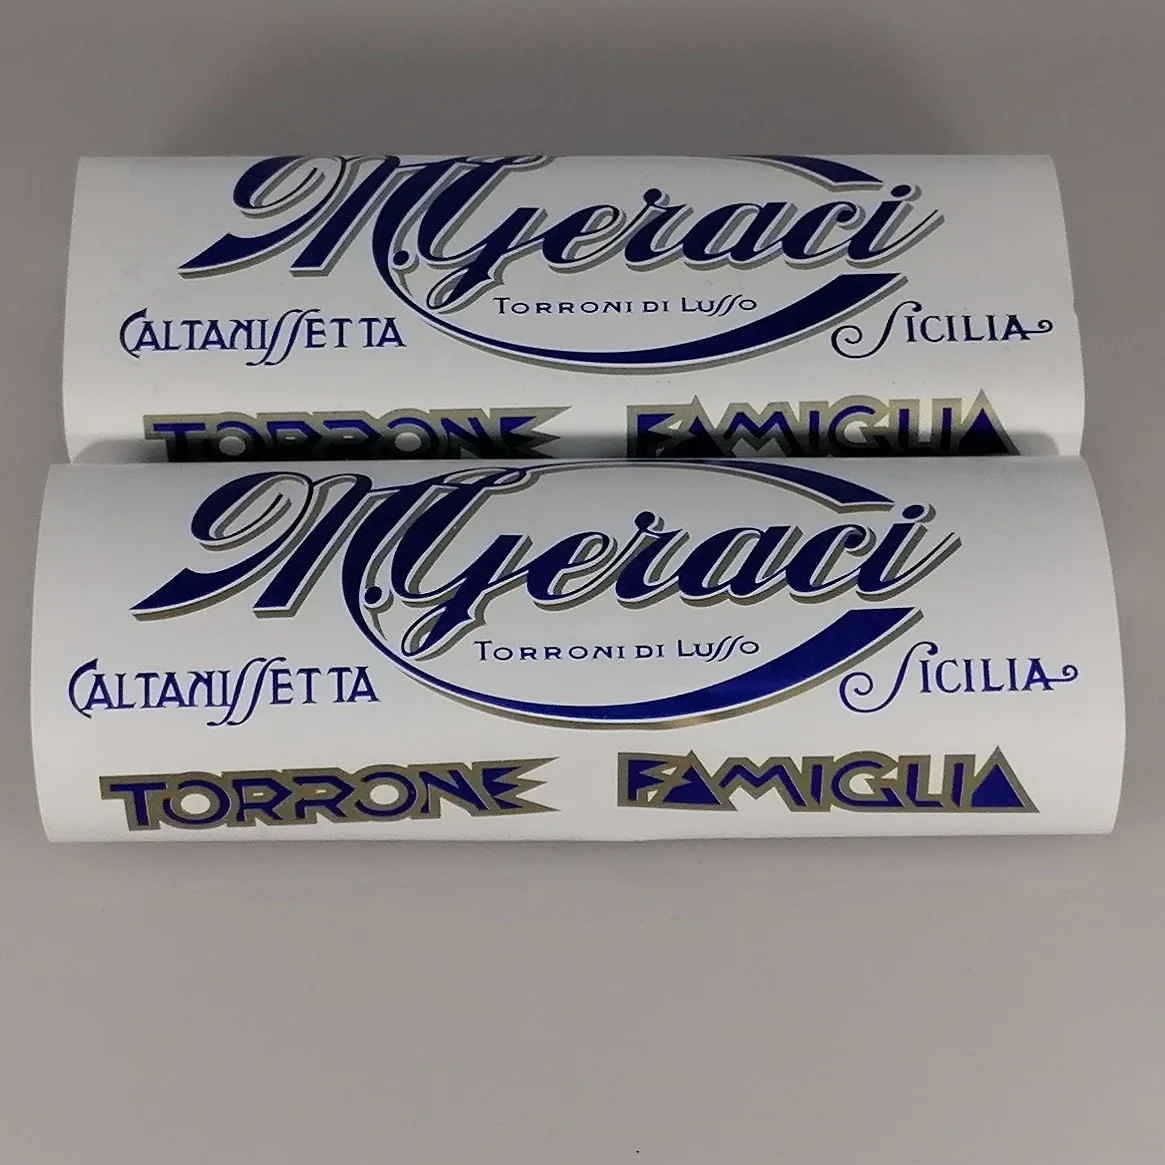 M.Geraci
TORRONI DI LUSSO
CALTANISSETTA SICILIA
TORRONE FAMIGLIA
M.Geraci
TORRONI DI LUSSO
CALTANISSETTA SICILIA
TORRONE FAMIGLIA